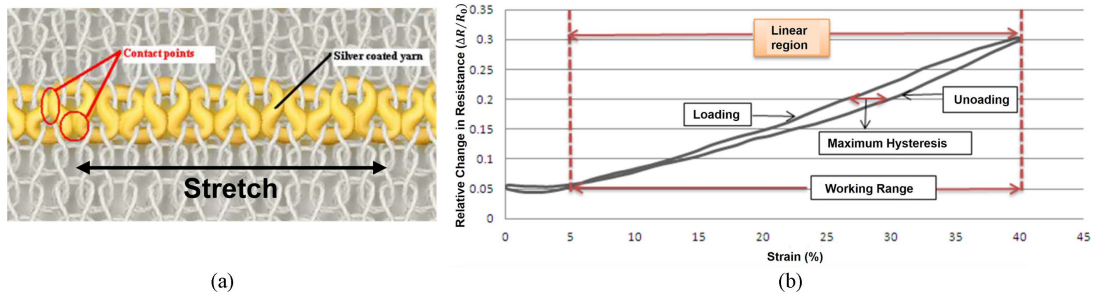 (a)
Contact points
Silver coated yarn
Stretch
(a)
(b)
Relative Change in Resistance (ΔR/R₀)
0.35
0.3
0.25
0.2
0.15
0.1
0.05
0
Linear
region
Loading
Unoading
Maximum Hysteresis
Working Range
0
5
10
15
20
25
30
35
40
45
Strain (%)
(b)